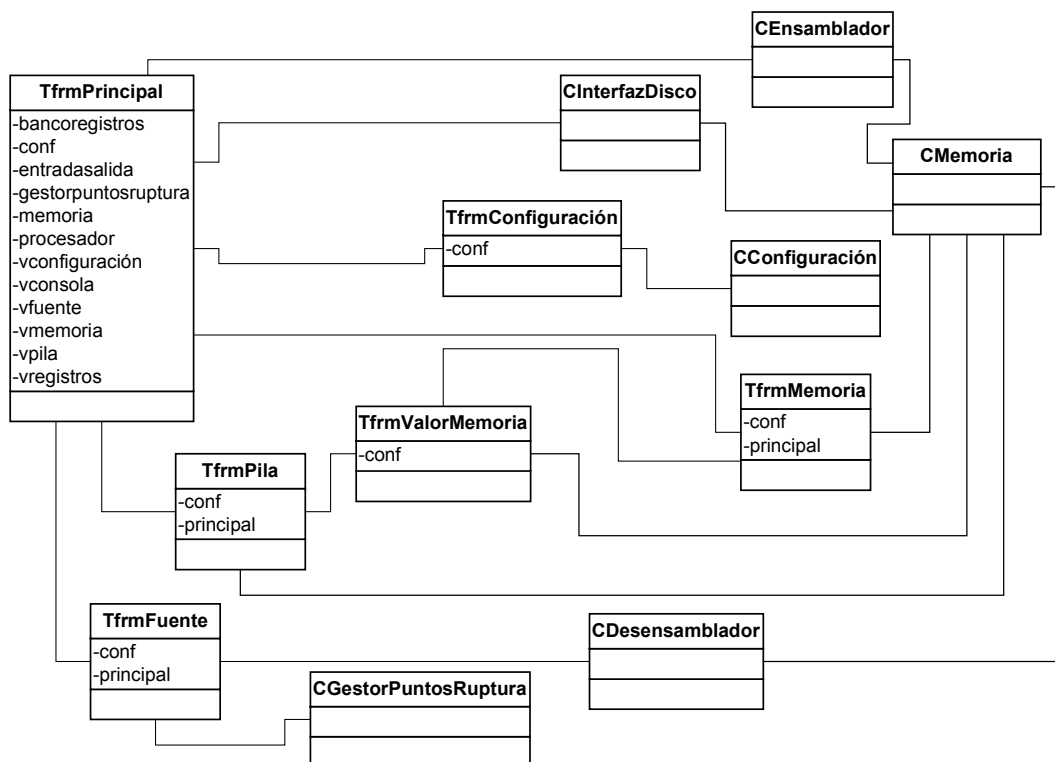 CEnsamblador
TfrmPrincipal
-bancoregistros
-conf
-entradasalida
-gestorpuntosruptura
-memoria
-procesador
-vconfiguración
-vconsola
-vfuente
-vmemoria
-vpila
-vregistros
CInterfazDisco
CMemoria
TfrmConfiguración
-conf
CConfiguración
TfrmMemoria
-conf
-principal
TfrmValorMemoria
-conf
TfrmPila
-conf
-principal
TfrmFuente
-conf
-principal
CDesensamblador
CGestorPuntosRuptura